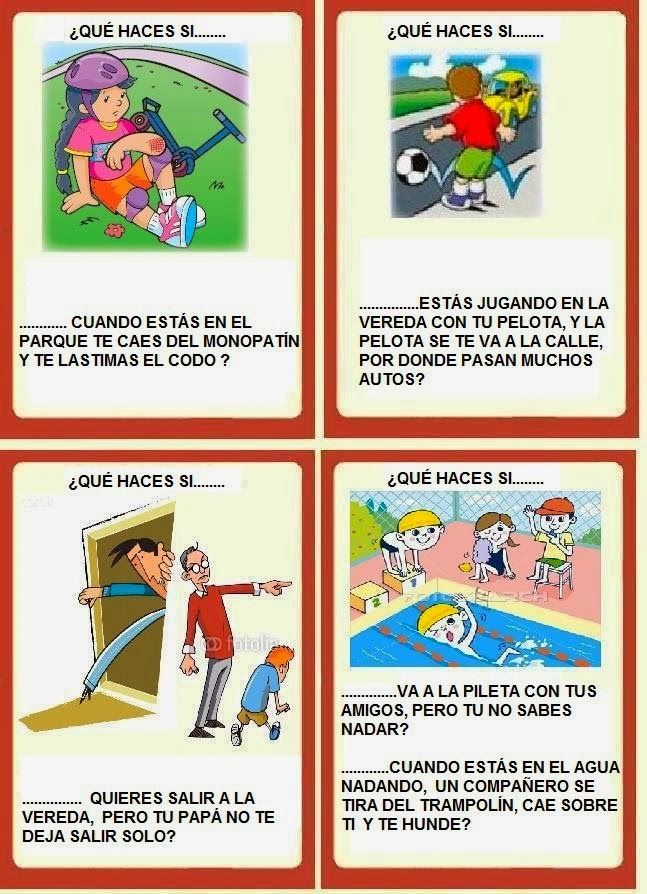 ¿QUÉ HACES SI........
............ CUANDO ESTÁS EN EL
PARQUE TE CAES DEL MONOPATÍN
Y TE LASTIMAS EL CODO ?
¿QUÉ HACES SI........
...............ESTÁS JUGANDO EN LA
VEREDA CON TU PELOTA, Y LA
PELOTA SE TE VA A LA CALLE,
POR DONDE PASAN MUCHOS
AUTOS?
¿QUÉ HACES SI........
fotolia
............... QUIERES SALIR A LA
VEREDA, PERO TU PAPÁ NO TE
DEJA SALIR SOLO?
¿QUÉ HACES SI........
1
2
..............VA A LA PILETA CON TUS
AMIGOS, PERO TU NO SABES
NADAR?
............CUANDO ESTÁS EN EL AGUA
NADANDO, UN COMPAÑERO SE
TIRA DEL TRAMPOLÍN, CAE SOBRE
TI Y TE HUNDE?